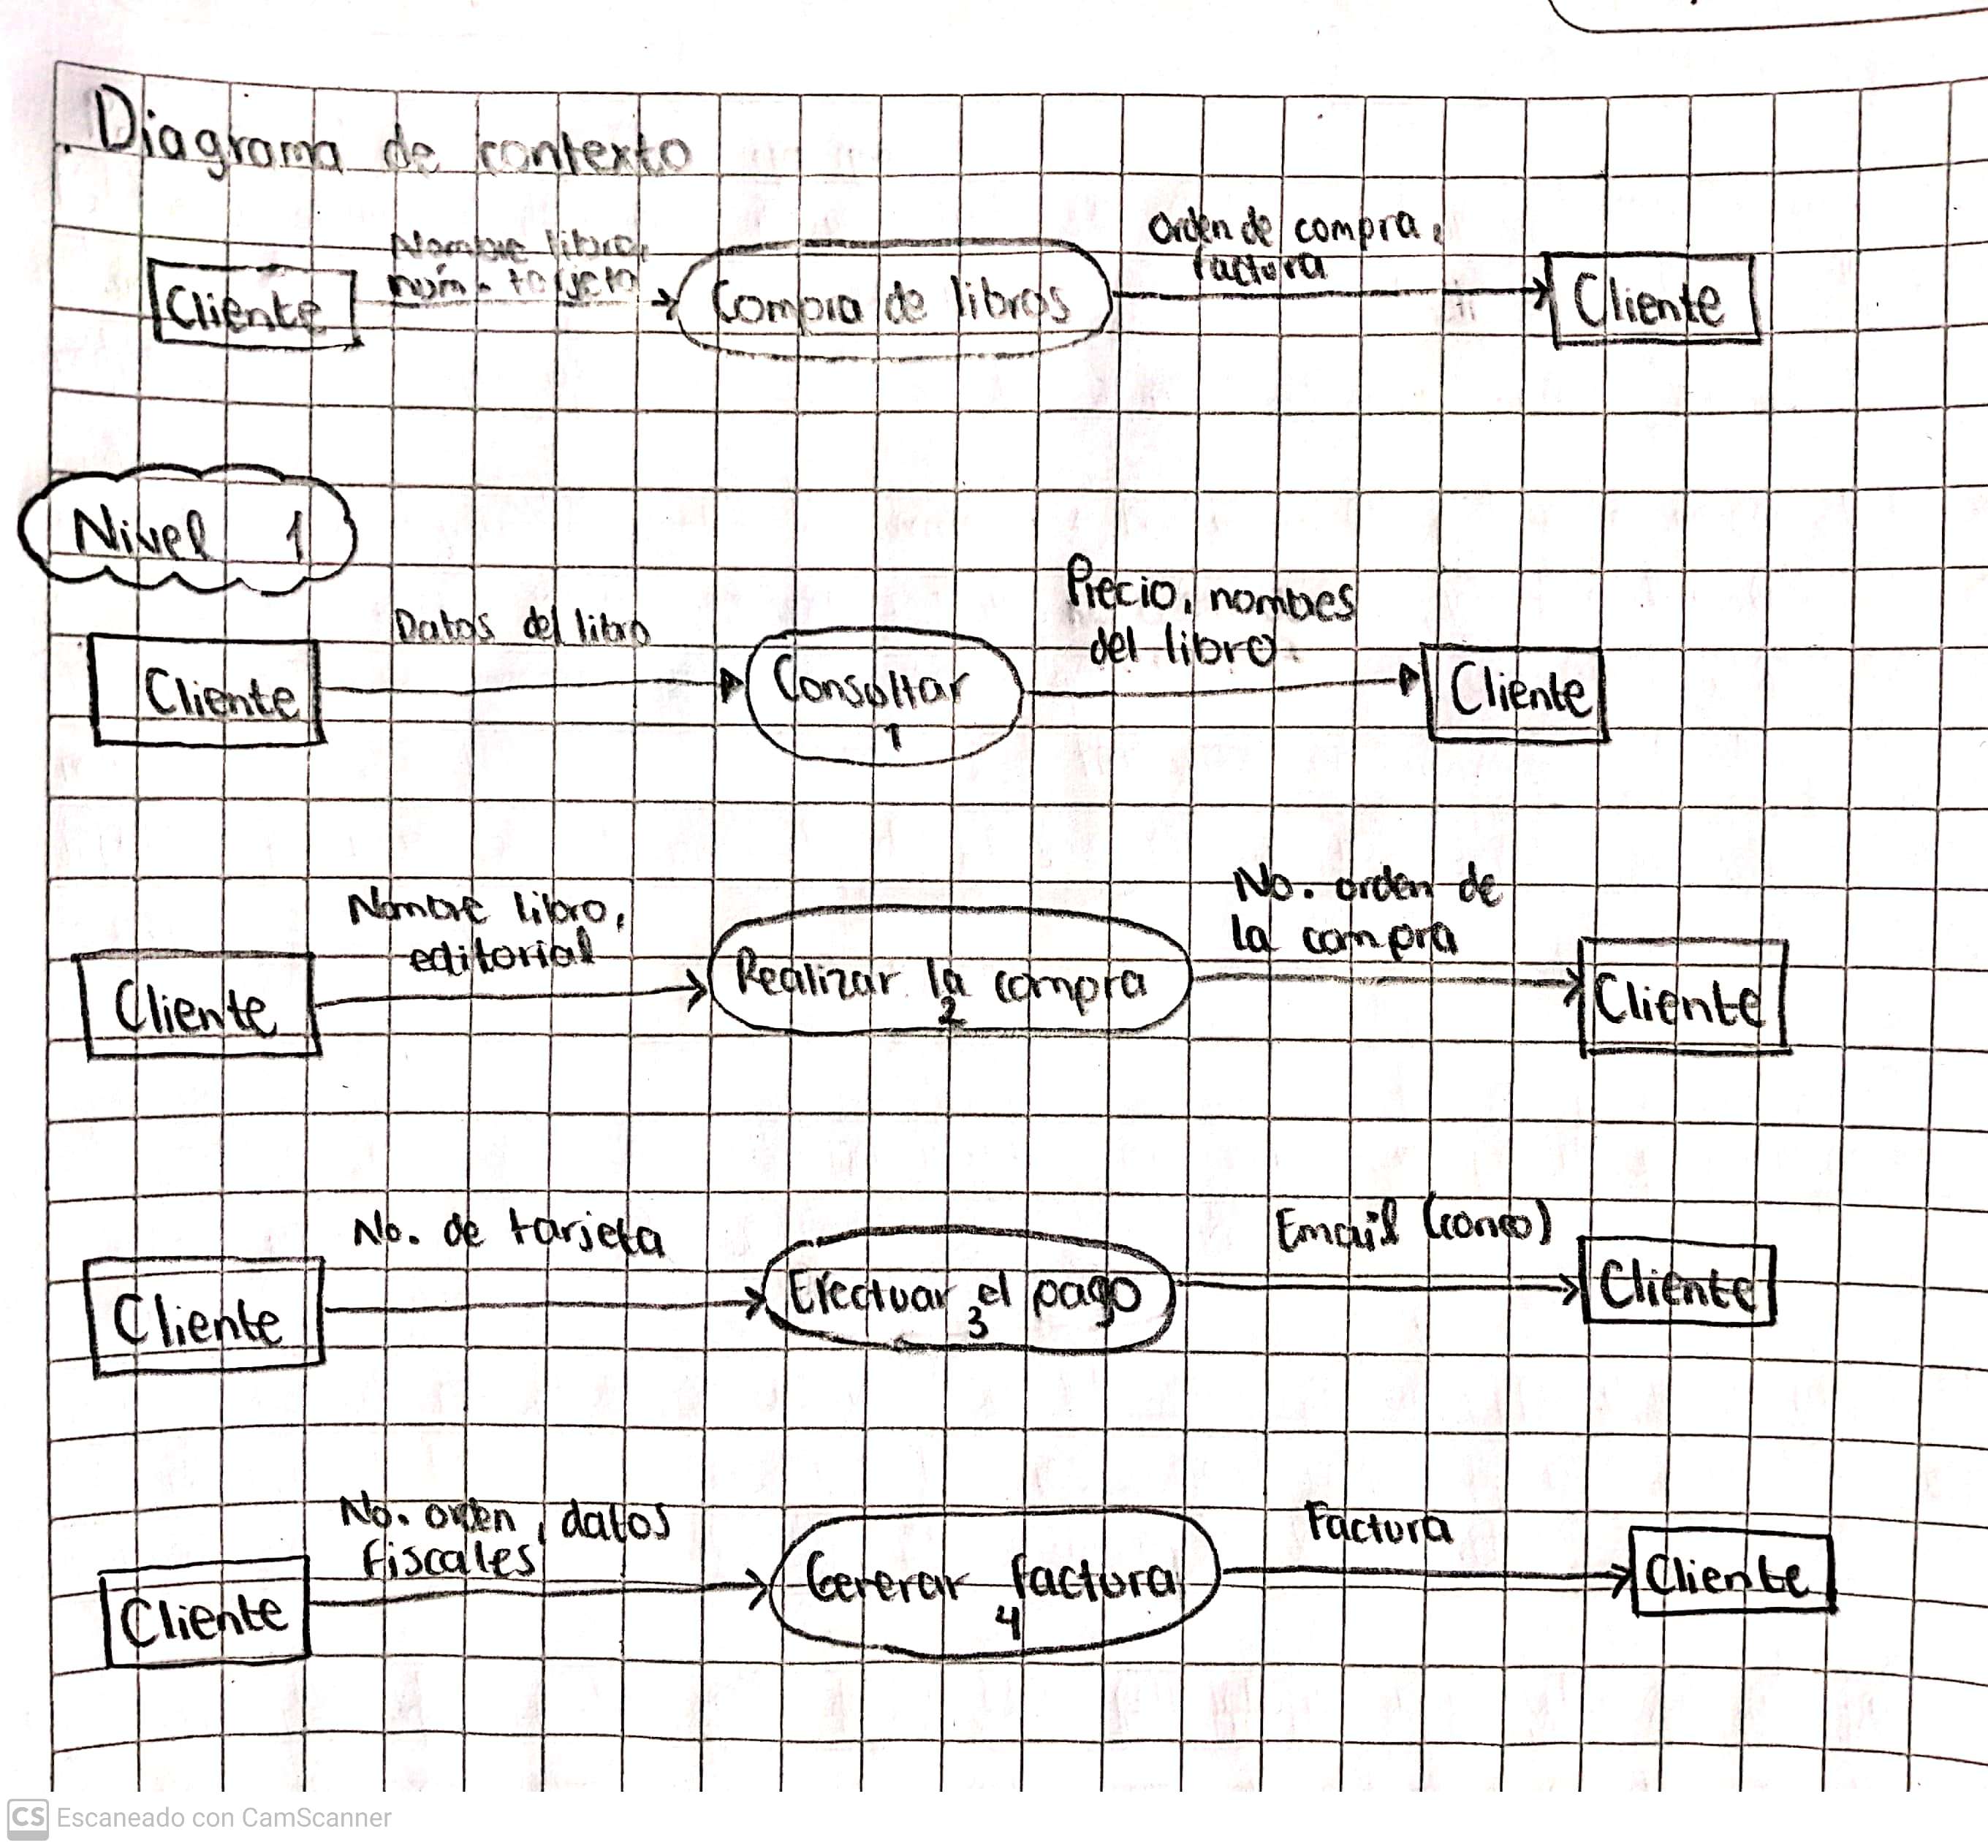 Diagrama de contexto
Nombre libro,
núm. tarjeta
Orden de compra,
factura
Cliente
Compra de libros
Cliente
Nivel 1
Datos del libro
Precio, nombres
del libro.
Cliente
Consultar
1
Cliente
Nombre libro,
editorial
No. orden de
la compra
Cliente
Realizar la compra
2
Cliente
No. de tarjeta
Email (correo)
Cliente
Efectuar el pago
3
Cliente
No. orden, datos
fiscales
Factura
Cliente
Generar factura
4
Cliente
CS Escaneado con CamScanner